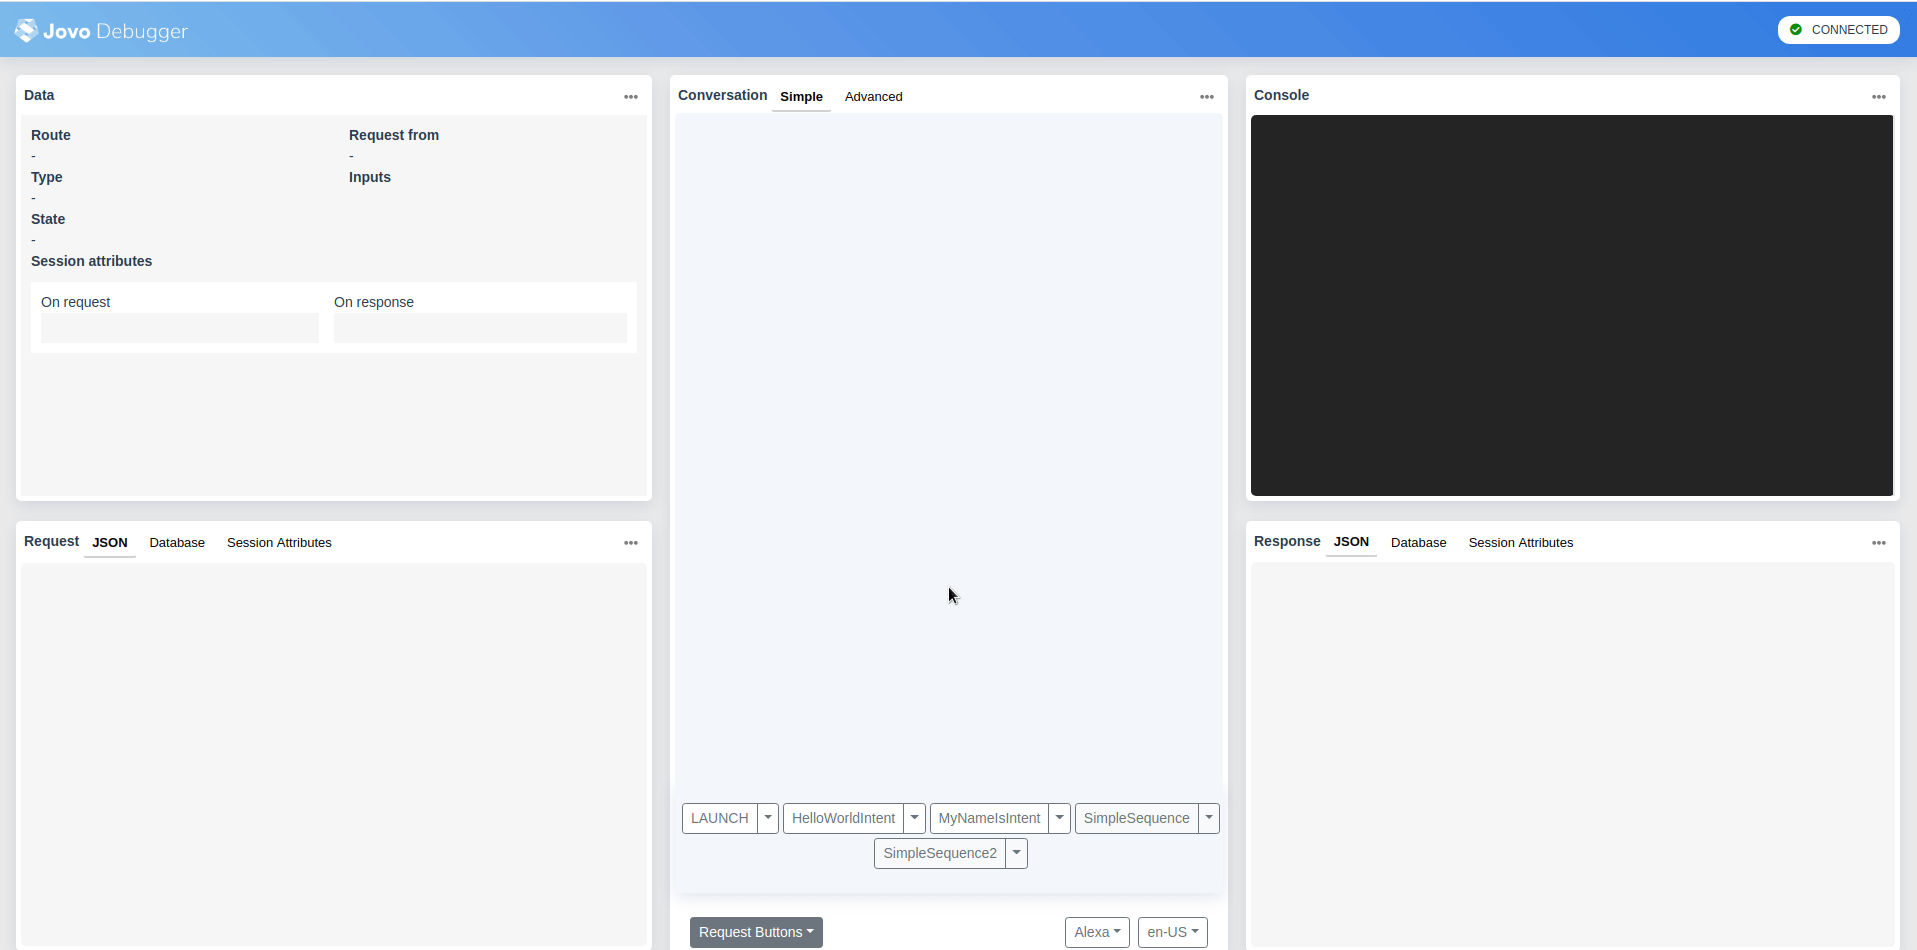 Jovo Debugger
CONNECTED
Data
Route
-
Request from
-
Type
-
Inputs
State
-
Session attributes
On request
On response
Conversation Simple Advanced
LAUNCH HelloWorldIntent MyNameIsIntent SimpleSequence
SimpleSequence2
Request Buttons Alexa en-US
Console
Request JSON Database Session Attributes
Response JSON Database Session Attributes